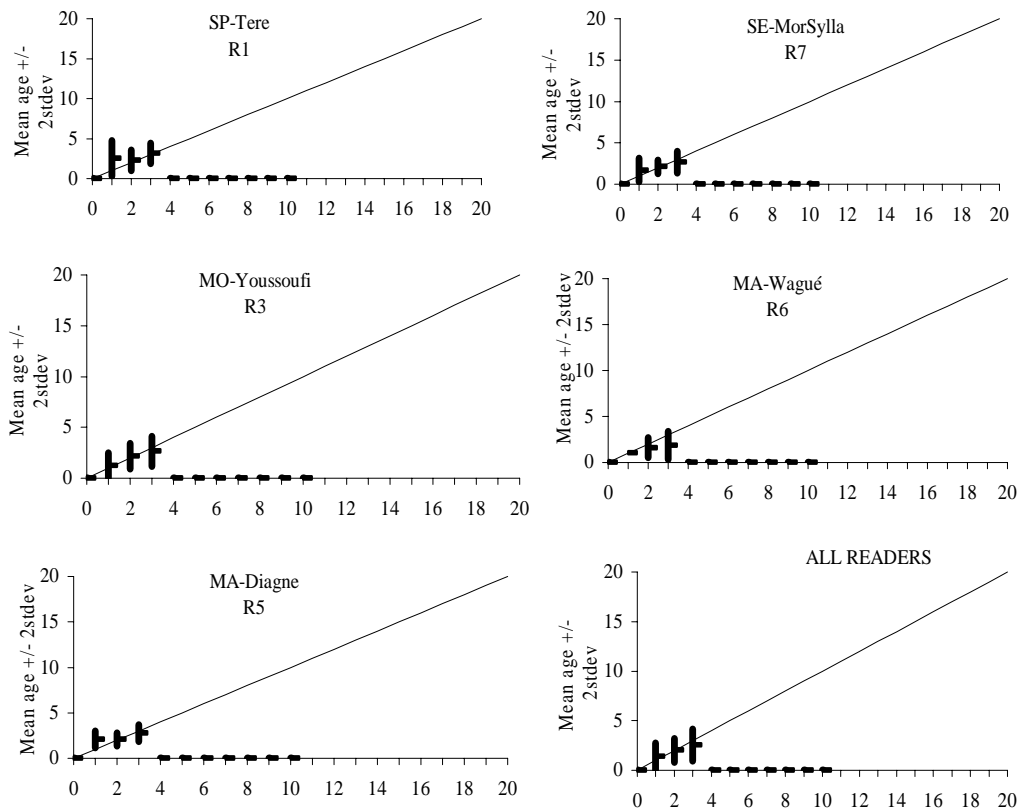 SP-Tere
R1
Mean age +/-
2stdev
20
15
10
5
0
0 2 4 6 8 10 12 14 16 18 20
SE-MorSylla
R7
Mean age +/-
2stdev
20
15
10
5
0
0 2 4 6 8 10 12 14 16 18 20
MO-Youssoufi
R3
Mean age +/-
2stdev
20
15
10
5
0
0 2 4 6 8 10 12 14 16 18 20
MA-Wagué
R6
Mean age +/- 2stdev
20
15
10
5
0
0 2 4 6 8 10 12 14 16 18 20
MA-Diagne
R5
Mean age +/- 2stdev
20
15
10
5
0
0 2 4 6 8 10 12 14 16 18 20
ALL READERS
Mean age +/-
2stdev
20
15
10
5
0
0 2 4 6 8 10 12 14 16 18 20